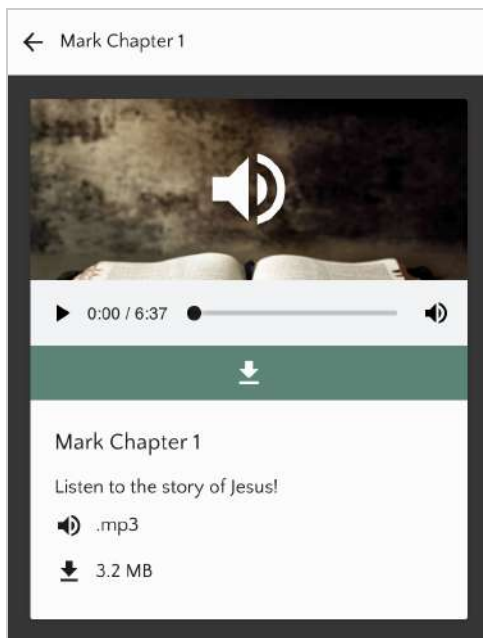 Mark Chapter 1
0:00 / 6:37
Mark Chapter 1
Listen to the story of Jesus!
.mp3
3.2 MB